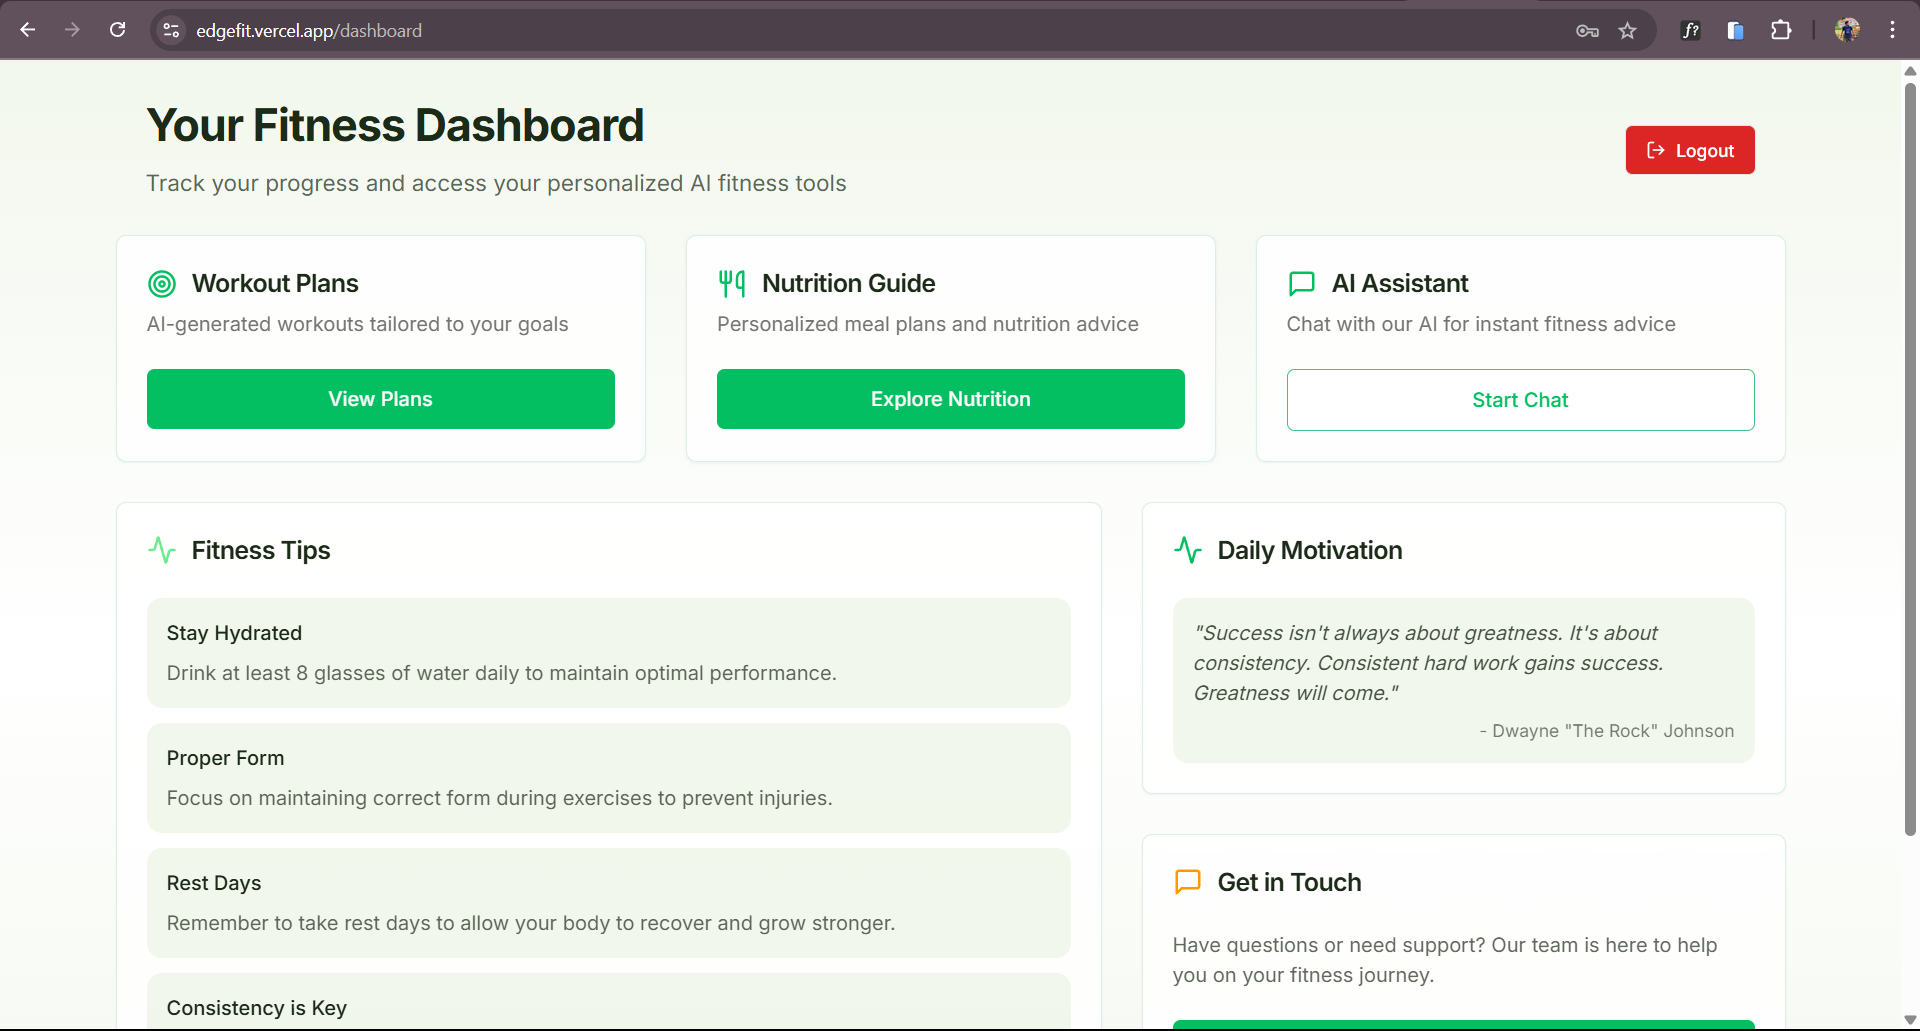 edgefit.vercel.app/dashboard
f?
Your Fitness Dashboard
Track your progress and access your personalized AI fitness tools
Logout
Workout Plans
AI-generated workouts tailored to your goals
View Plans
Nutrition Guide
Personalized meal plans and nutrition advice
Explore Nutrition
AI Assistant
Chat with our AI for instant fitness advice
Start Chat
Fitness Tips
Stay Hydrated
Drink at least 8 glasses of water daily to maintain optimal performance.
Proper Form
Focus on maintaining correct form during exercises to prevent injuries.
Rest Days
Remember to take rest days to allow your body to recover and grow stronger.
Consistency is Key
Daily Motivation
"Success isn't always about greatness. It's about
consistency. Consistent hard work gains success.
Greatness will come."
- Dwayne "The Rock" Johnson
Get in Touch
Have questions or need support? Our team is here to help
you on your fitness journey.